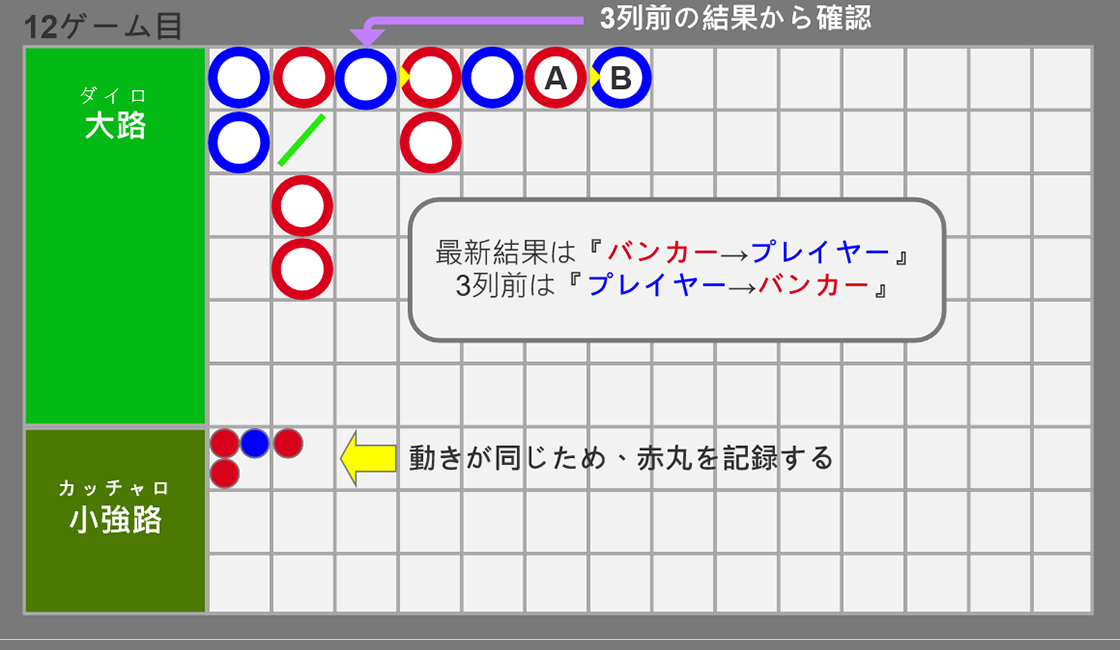 12ゲーム目
3列前の結果から確認
ダイロ
大路
A
B
最新結果は『バンカー→プレイヤー』
3列前は『プレイヤー→バンカー』
カッチャロ
小強路
動きが同じため、赤丸を記録する